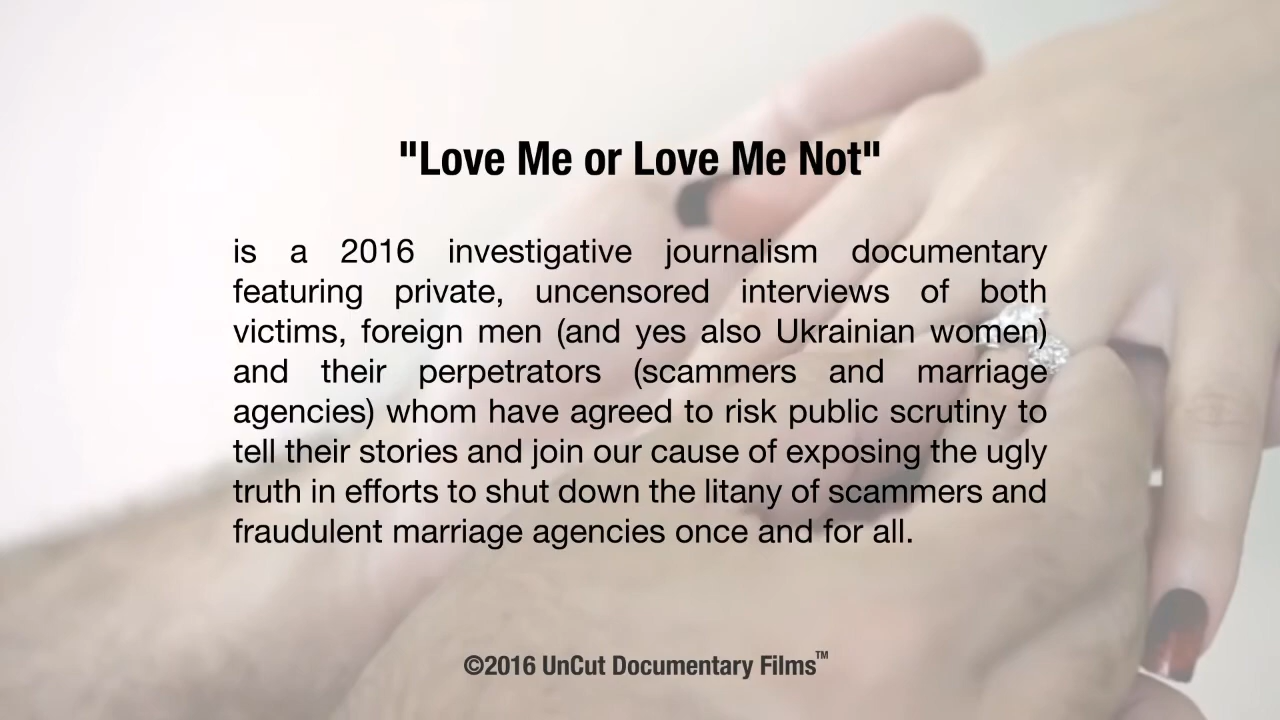 "Love Me or Love Me Not"
is a 2016 investigative journalism documentary
featuring private, uncensored interviews of both
victims, foreign men (and yes also Ukrainian women)
and their perpetrators (scammers and marriage
agencies) whom have agreed to risk public scrutiny to
tell their stories and join our cause of exposing the ugly
truth in efforts to shut down the litany of scammers and
fraudulent marriage agencies once and for all.
©2016 UnCut Documentary Films™